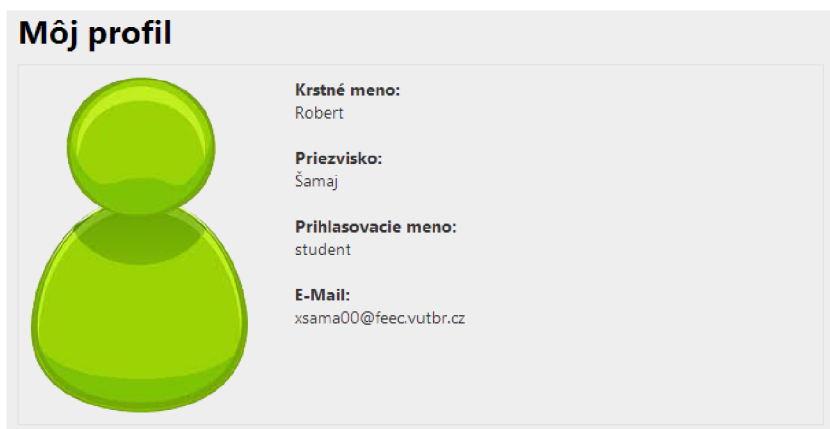 Môj profil
Krstné meno:
Robert
Priezvisko:
Šamaj
Prihlasovacie meno:
student
E-Mail:
xsama00@feec.vutbr.cz